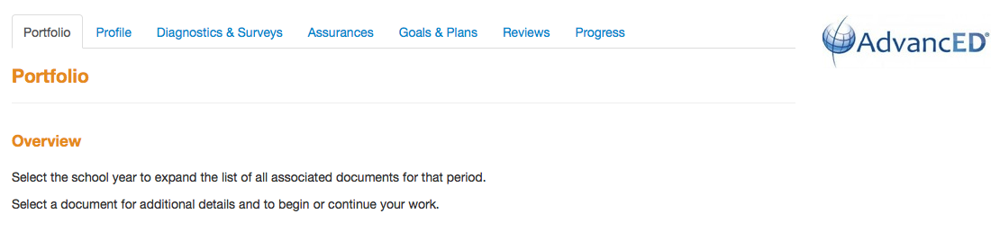 Portfolio Profile Diagnostics & Surveys Assurances Goals & Plans Reviews Progress
AdvancED®
Portfolio
Overview
Select the school year to expand the list of all associated documents for that period.
Select a document for additional details and to begin or continue your work.